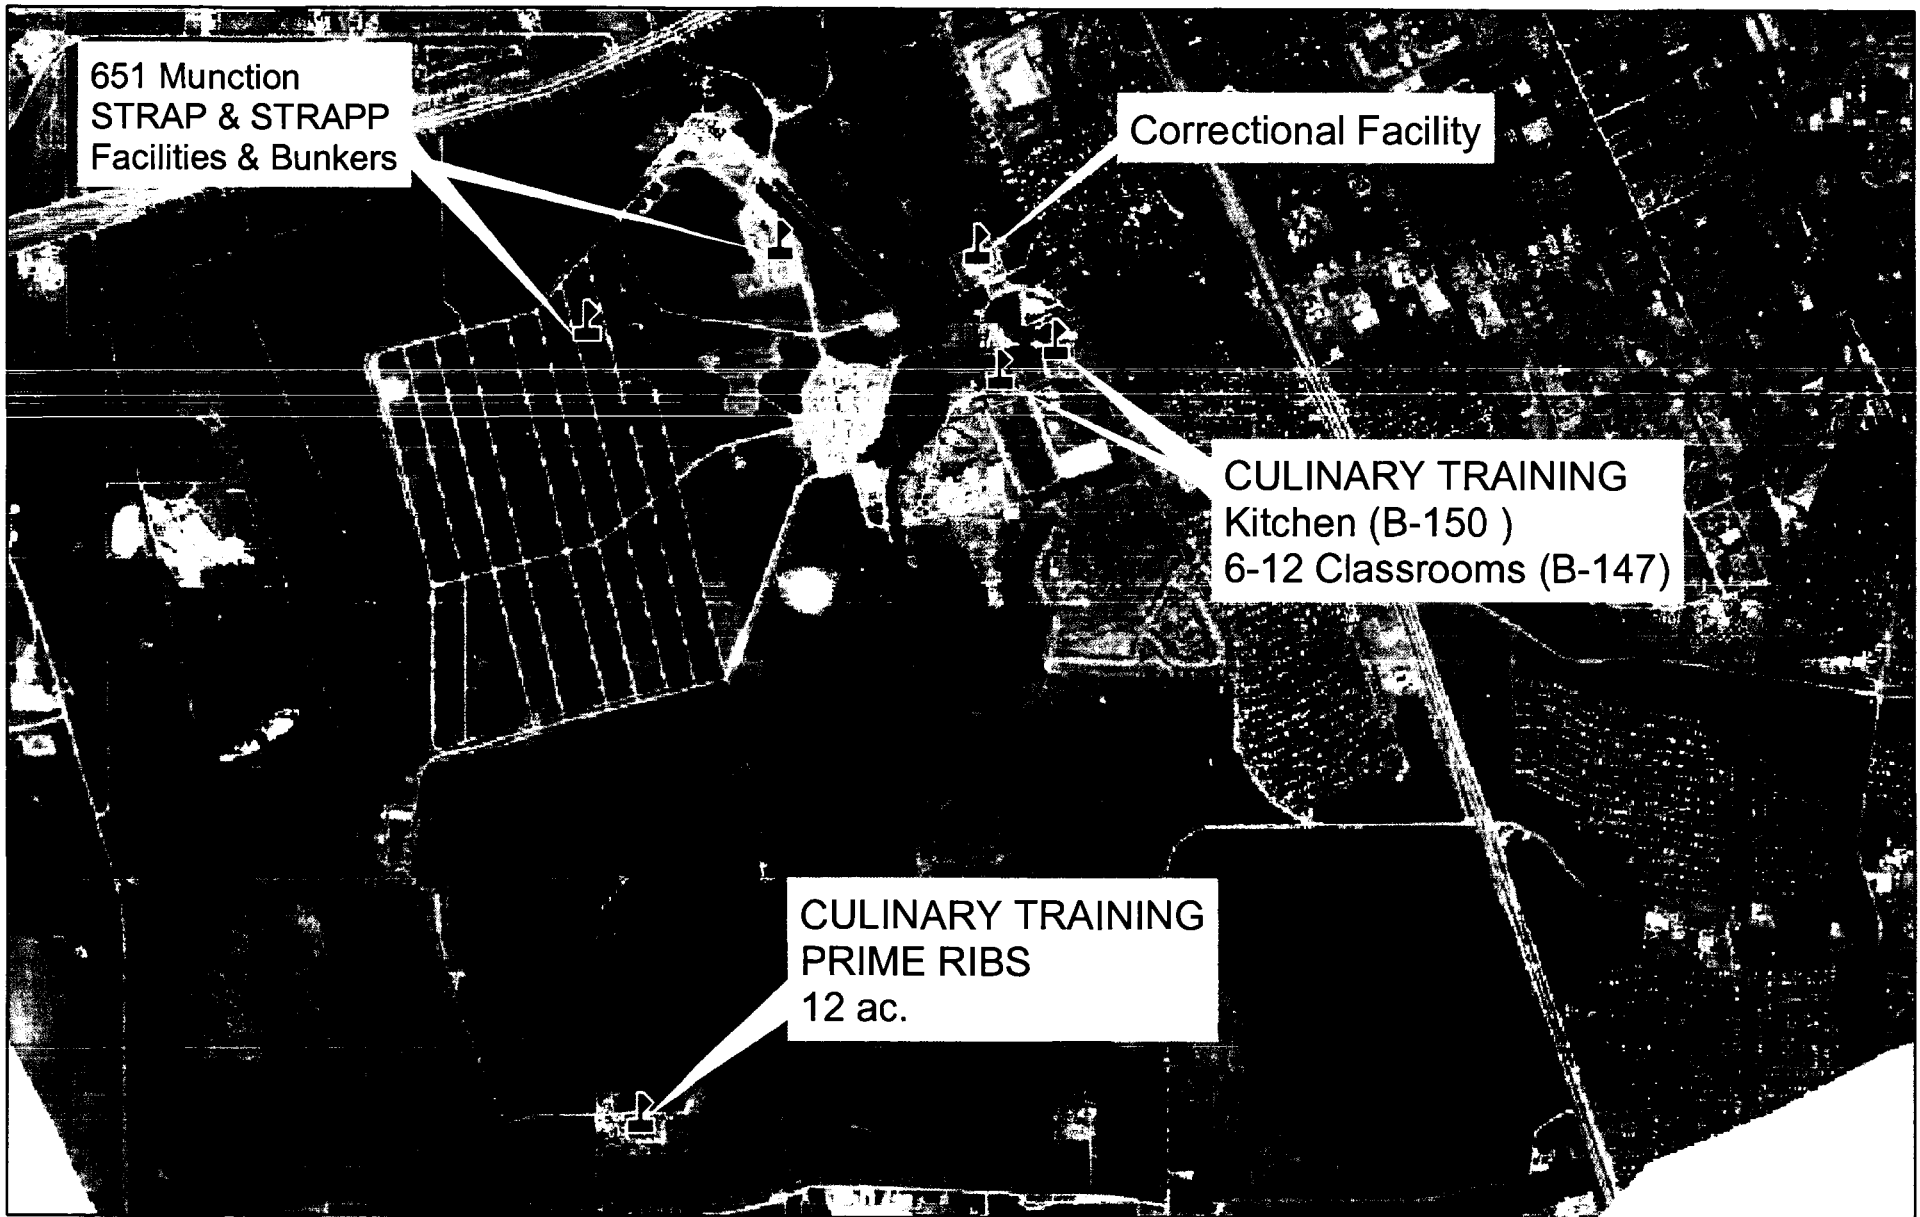 651 Munction
STRAP & STRAPP
Facilities & Bunkers
Correctional Facility
CULINARY TRAINING
Kitchen (B-150 )
6-12 Classrooms (B-147)
CULINARY TRAINING
PRIME RIBS
12 ac.